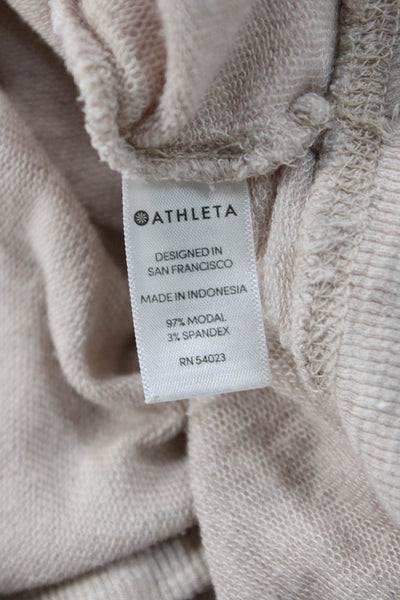 ATHLETA
DESIGNED IN
SAN FRANCISCO
MADE IN INDONESIA
97% MODAL
3% SPANDEX
RN 54023